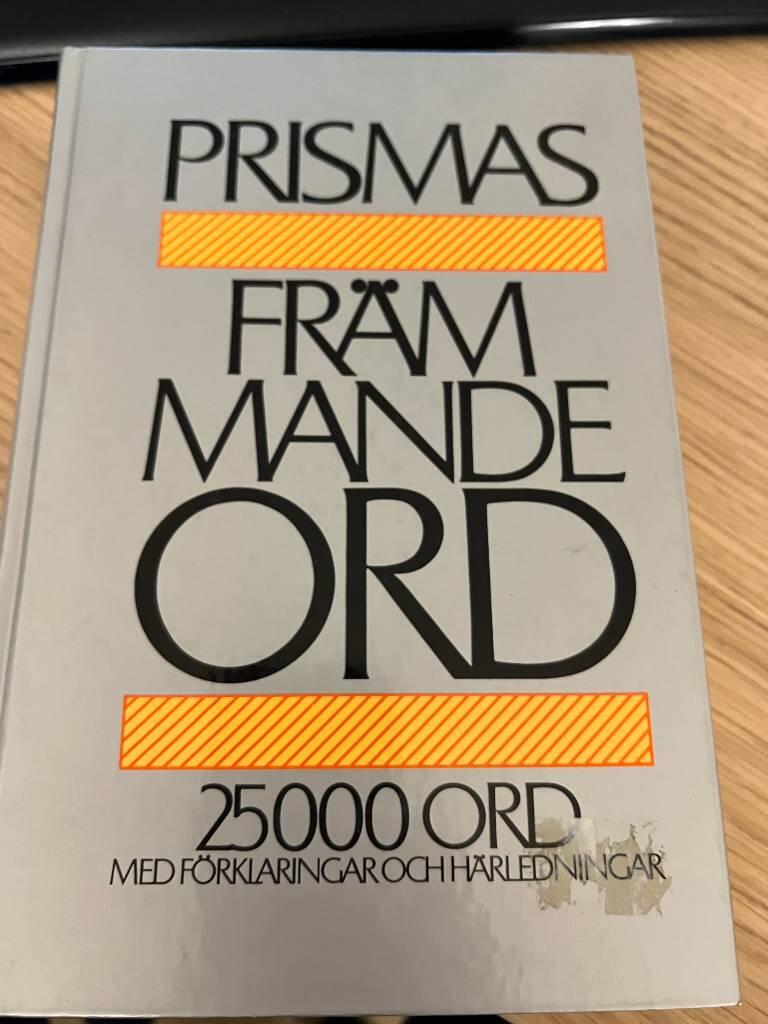 PRISMAS
FRÄM
MANDE
ORD
25000 ORD
MED FÖRKLARINGAR OCH HÄRLEDNINGAR